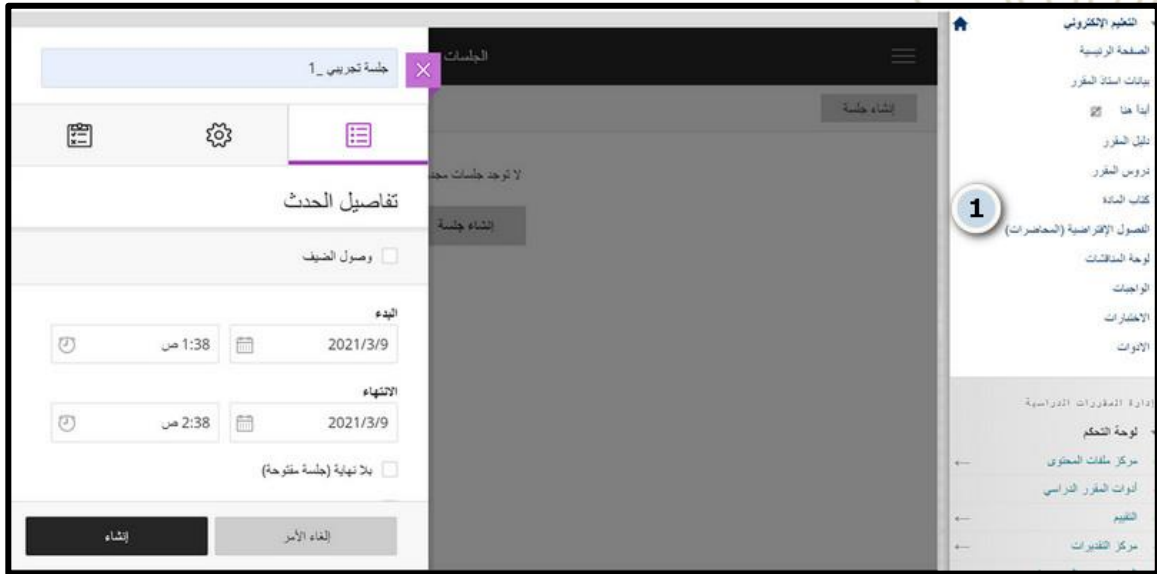 التعليم الإلكتروني
الصفحة الرئيسية
بيانات استاذ المقرر
أبدأ هنا
دليل المقرر
دروس المقرر
كتاب المادة
1
الفصول الإفتراضية (المحاضرات)
لوحة المناقشات
الواجبات
الاختبارات
الادوات
إدارة المقررات الدراسية
لوحة التحكم
مركز ملفات المحتوى
أدوات المقرر الدراسي
التقييم
مركز التقديرات
الجلسات
إنشاء جلسة
لا توجد جلسات
إنشاء جلسة
جلسة تجريبي _1
تفاصيل الحدث
وصول الضيف
البدء
2021/3/9 1:38 ص
الانتهاء
2021/3/9 2:38 ص
بلا نهاية (جلسة مفتوحة)
إلغاء الأمر إنشاء